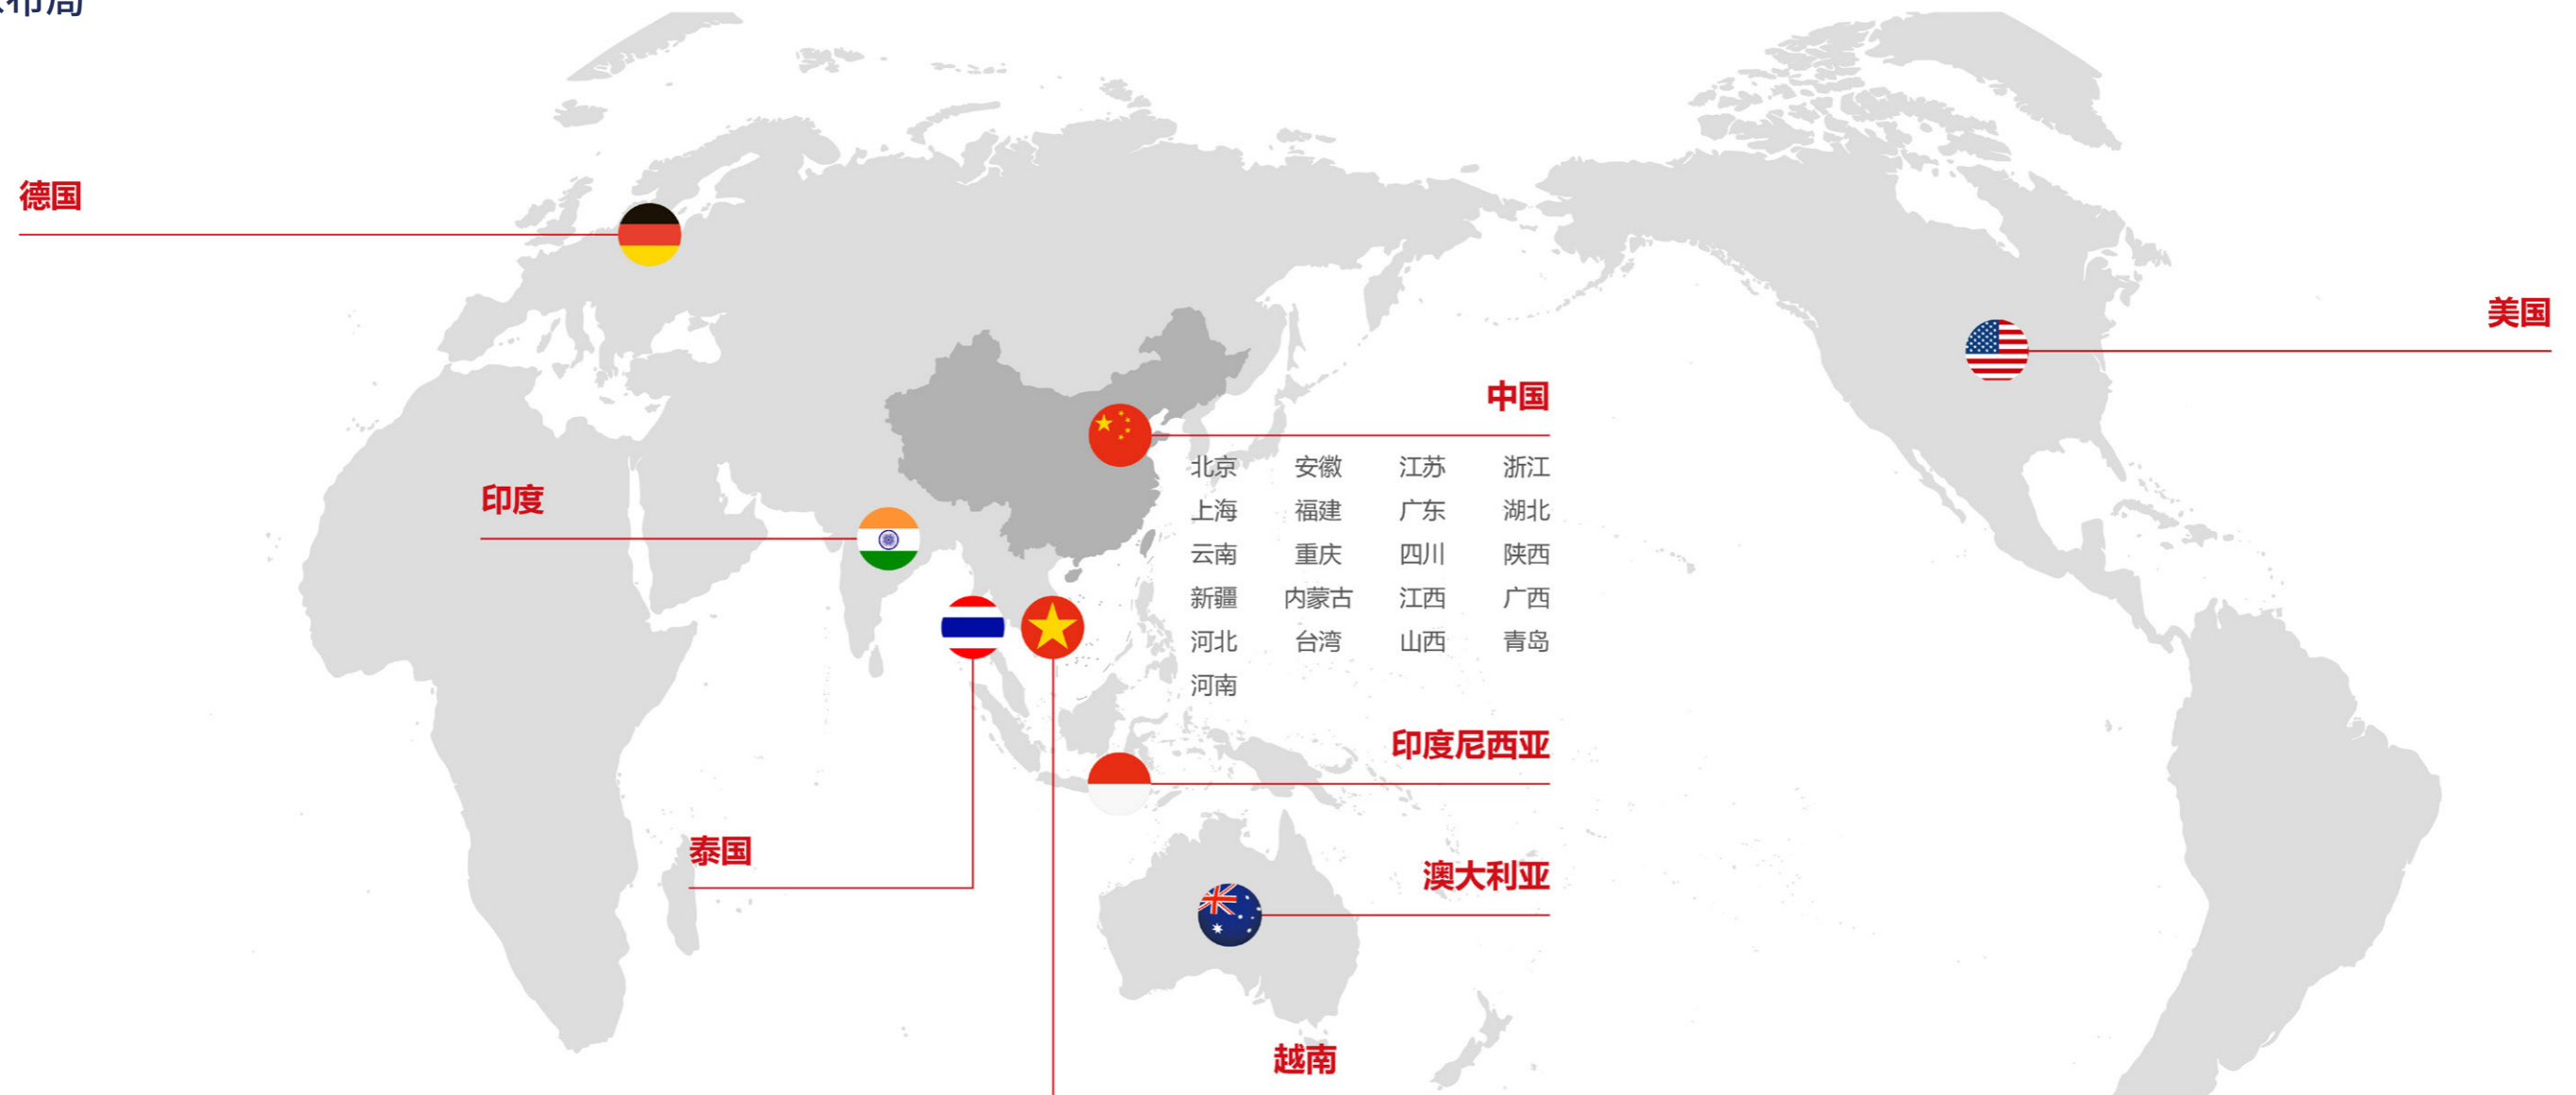 布局
德国
美国
中国
北京 安徽 江苏 浙江
上海 福建 广东 湖北
云南 重庆 四川 陕西
新疆 内蒙古 江西 广西
河北 台湾 山西 青岛
河南
印度
印度尼西亚
泰国
澳大利亚
越南